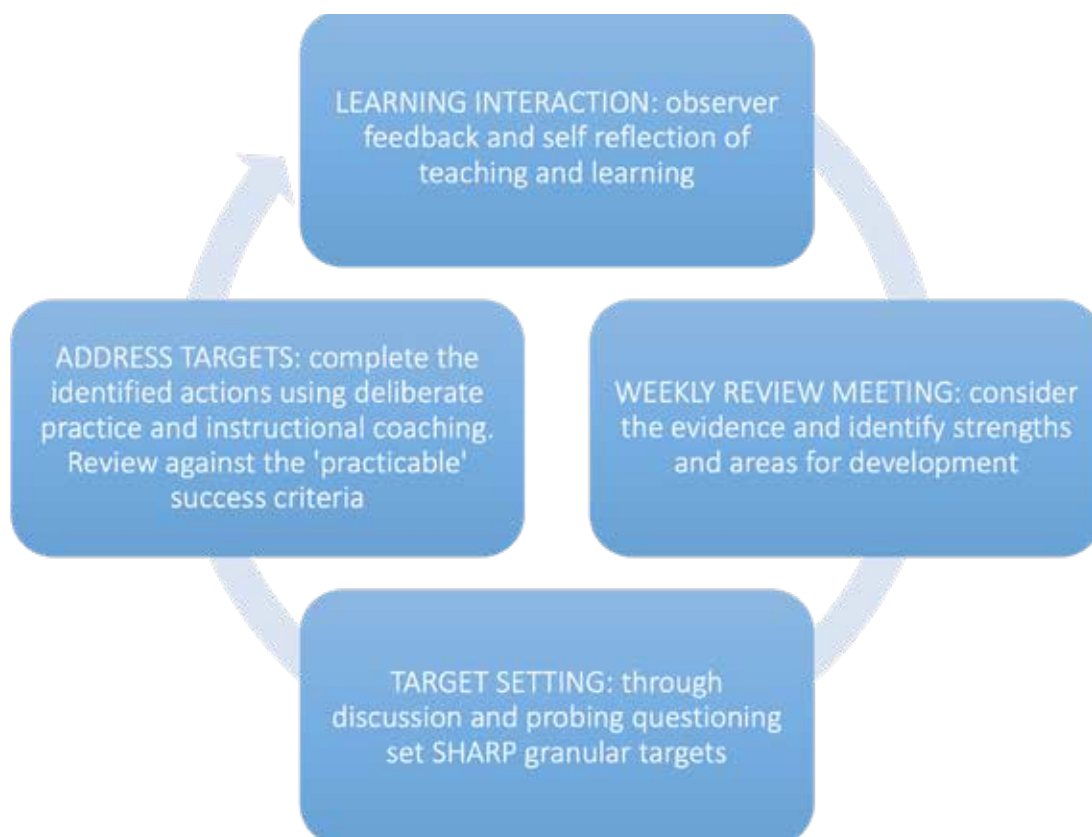 LEARNING INTERACTION: observer
feedback and self reflection of
teaching and learning
WEEKLY REVIEW MEETING: consider
the evidence and identify strengths
and areas for development
TARGET SETTING: through
discussion and probing questioning
set SHARP granular targets
ADDRESS TARGETS: complete the
identified actions using deliberate
practice and instructional coaching.
Review against the 'practicable'
success criteria